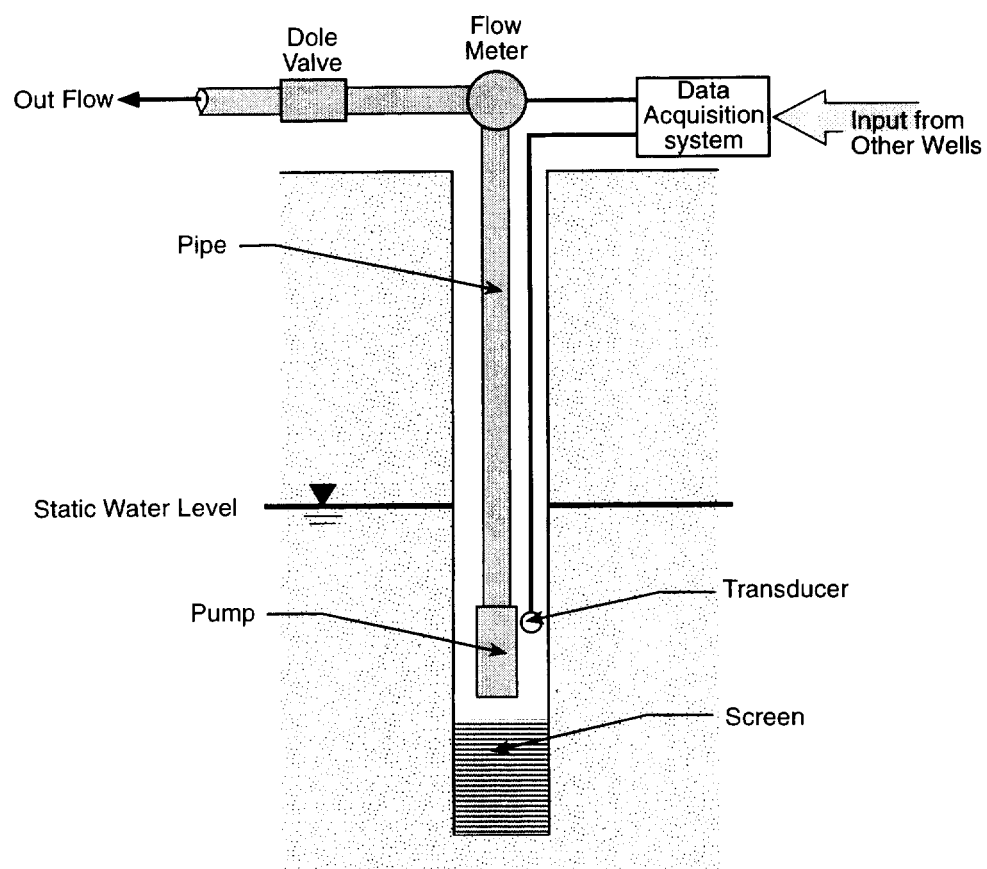 Flow
Meter
Dole
Valve
Out Flow
Data
Acquisition
system
Input from
Other Wells
Pipe
Static Water Level
Transducer
Pump
Screen